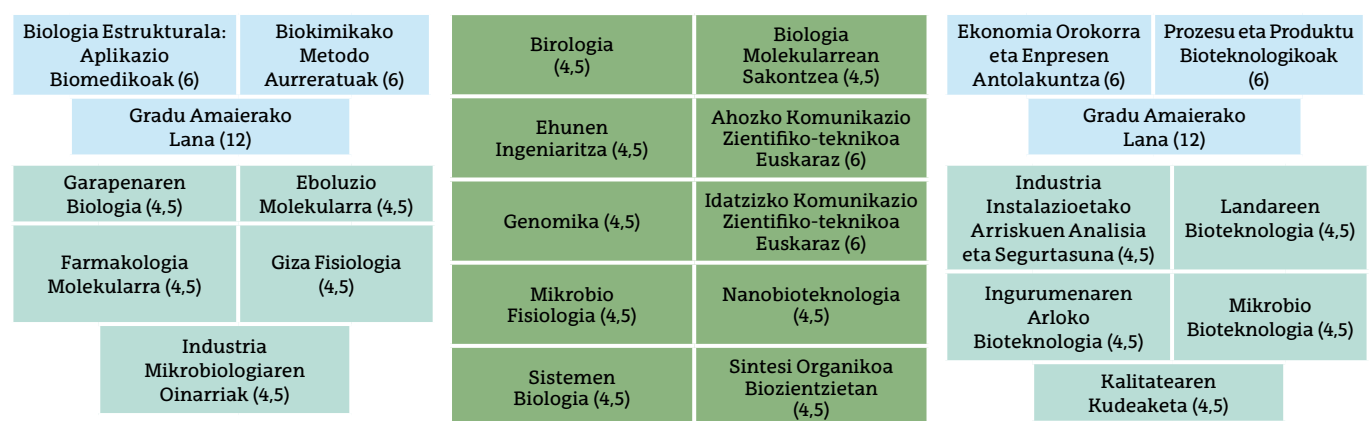 Biologia Estrukturala:
Aplikazio
Biomedikoak (6)
Biokimikako
Metodo
Aurreratuak (6)
Gradu Amaierako
Lana (12)
Garapenaren
Biologia (4,5)
Eboluzio
Molekularra (4,5)
Farmakologia
Molekularra (4,5)
Giza Fisiologia
(4,5)
Industria
Mikrobiologiaren
Oinarriak (4,5)
Birologia
(4,5)
Biologia
Molekularrean
Sakontzea (4,5)
Ehunen
Ingeniaritza (4,5)
Ahozko Komunikazio
Zientifiko-teknikoa
Euskaraz (6)
Genomika (4,5)
Idatzizko Komunikazio
Zientifiko-teknikoa
Euskaraz (6)
Mikrobio
Fisiologia (4,5)
Nanobioteknologia
(4,5)
Sistemen
Biologia (4,5)
Sintesi Organikoa
Biozientzietan
(4,5)
Ekonomia Orokorra
eta Enpresen
Antolakuntza (6)
Prozesu eta Produktu
Bioteknologikoak
(6)
Gradu Amaierako
Lana (12)
Industria
Instalazioetako
Arriskuen Analisia
eta Segurtasuna (4,5)
Landareen
Bioteknologia (4,5)
Ingurumenaren
Arloko
Bioteknologia (4,5)
Mikrobio
Bioteknologia (4,5)
Kalitatearen
Kudeaketa (4,5)